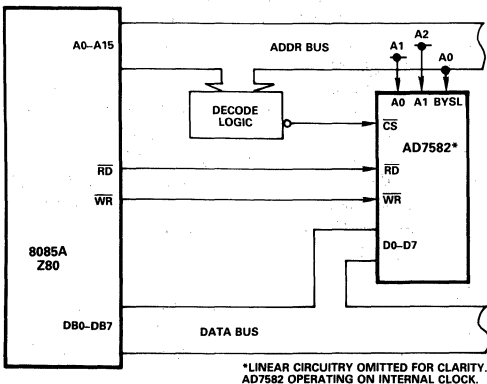 A0–A15
ADDR BUS
A1
A2
A0
A0 A1 BYSL
DECODE
LOGIC
CS
AD7582*
RD
RD
WR
WR
D0–D7
8085A
Z80
DB0–DB7
DATA BUS
*LINEAR CIRCUITRY OMITTED FOR CLARITY.
AD7582 OPERATING ON INTERNAL CLOCK.